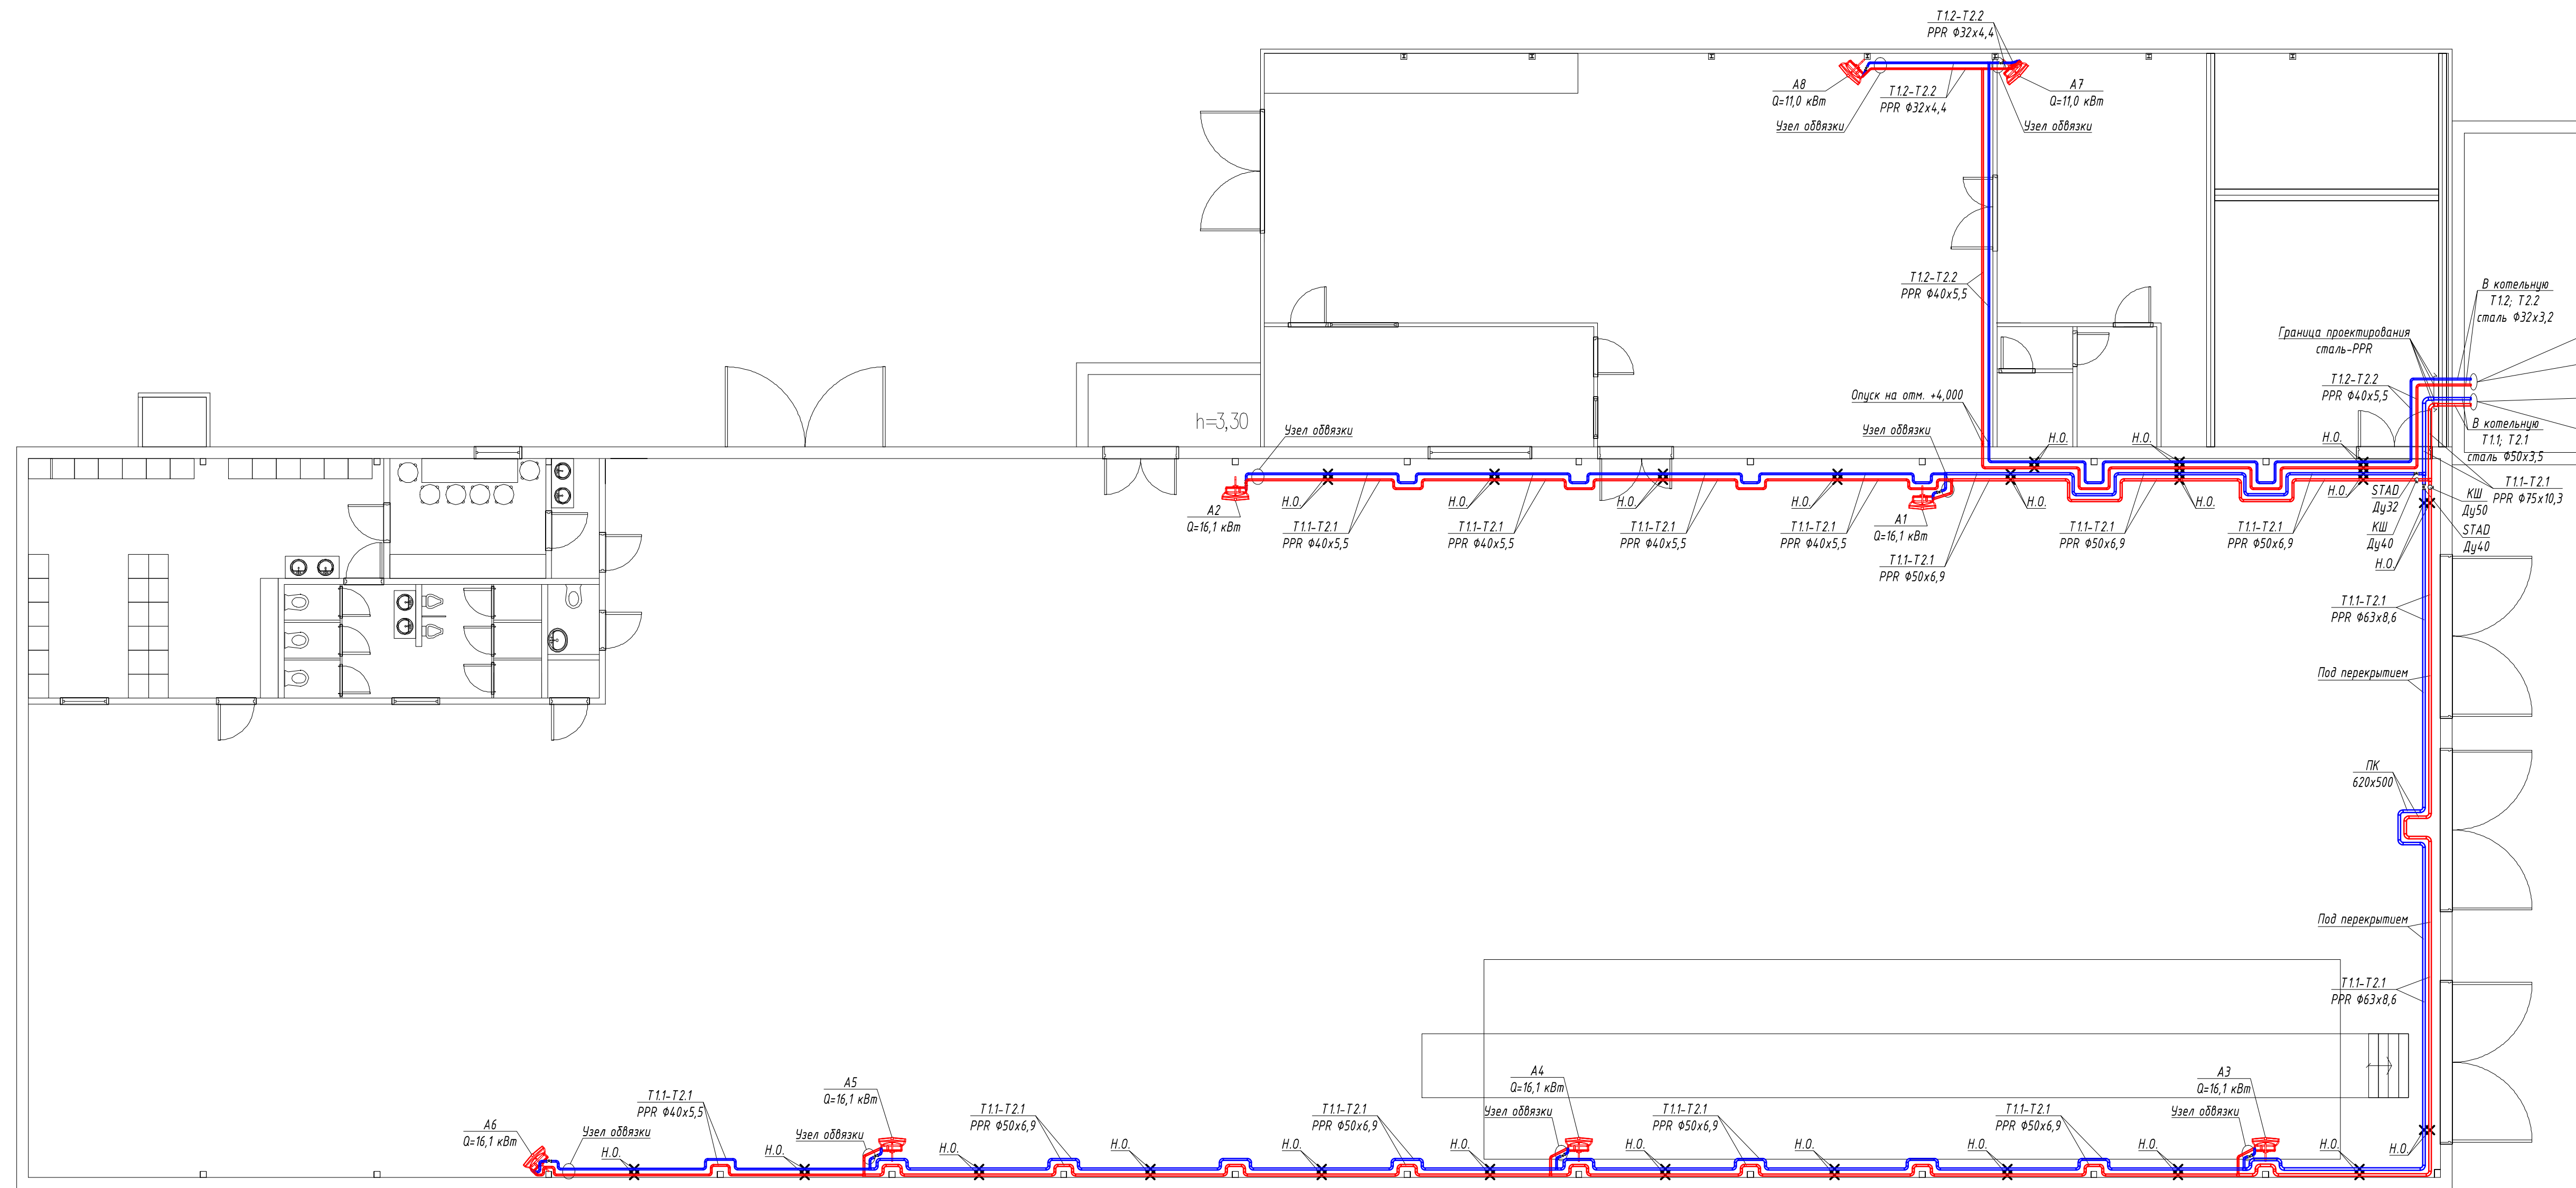 Т1.2-Т2.2
PPR Ф32х4,4
А8
Q=11,0 кВт
Т1.2-Т2.2
PPR Ф32х4,4
А7
Q=11,0 кВт
Узел обвязки
Узел обвязки
Т1.2-Т2.2
PPR Ф40х5,5
В котельную
Т1.2; Т2.2
сталь Ф32х3,2
Граница проектирования
сталь-PPR
Т1.2-Т2.2
PPR Ф40х5,5
Опуск на отм. +4,000
h=3,30
Узел обвязки
Узел обвязки
Н.О.
Н.О.
Н.О.
В котельную
Т1.1; Т2.1
сталь Ф50х3,5
Т1.1-Т2.1
PPR Ф75х10,3
А2
Q=16,1 кВт
Н.О.
Н.О.
Н.О.
Н.О.
А1
Q=16,1 кВт
Н.О.
Н.О.
Н.О.
STAD
Ду32
КШ
Ду50
КШ
Ду40
STAD
Ду40
Н.О.
Т1.1-Т2.1
PPR Ф40х5,5
Т1.1-Т2.1
PPR Ф40х5,5
Т1.1-Т2.1
PPR Ф40х5,5
Т1.1-Т2.1
PPR Ф40х5,5
Т1.1-Т2.1
PPR Ф50х6,9
Т1.1-Т2.1
PPR Ф50х6,9
Т1.1-Т2.1
PPR Ф50х6,9
Т1.1-Т2.1
PPR Ф63х8,6
Под перекрытием
ПК
620х500
Под перекрытием
Т1.1-Т2.1
PPR Ф63х8,6
А6
Q=16,1 кВт
Узел обвязки
Н.О.
Т1.1-Т2.1
PPR Ф40х5,5
Н.О.
А5
Q=16,1 кВт
Узел обвязки
Н.О.
Т1.1-Т2.1
PPR Ф50х6,9
Н.О.
Н.О.
Т1.1-Т2.1
PPR Ф50х6,9
Н.О.
А4
Q=16,1 кВт
Узел обвязки
Н.О.
Т1.1-Т2.1
PPR Ф50х6,9
Н.О.
Н.О.
Т1.1-Т2.1
PPR Ф50х6,9
Н.О.
А3
Q=16,1 кВт
Узел обвязки
Н.О.
Н.О.